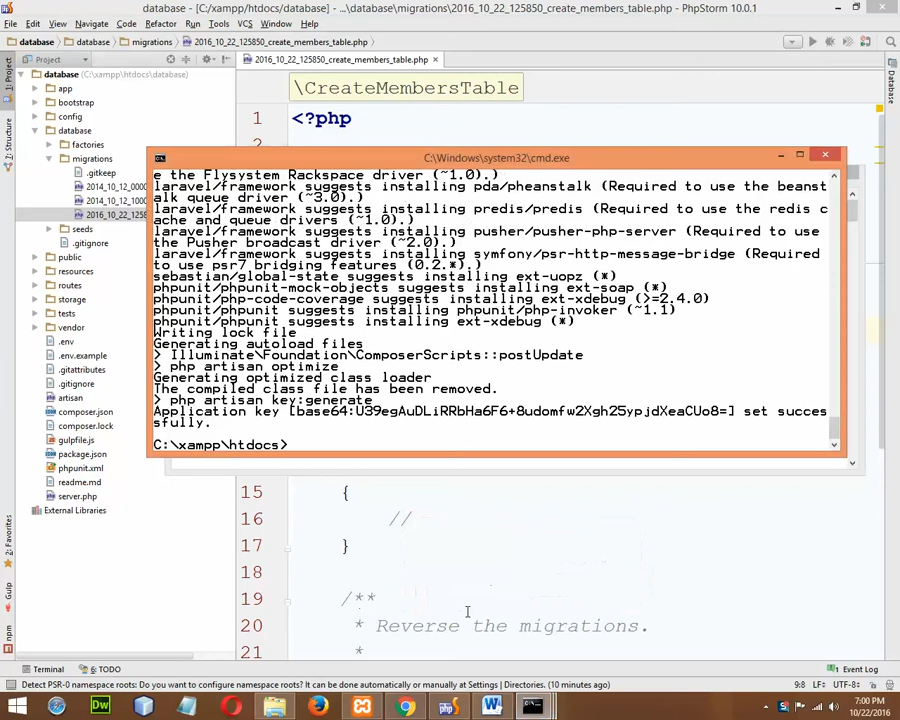 database - [C:/xampp/htdocs/database] - ...\database\migrations\2016_10_22_125850_create_members_table.php - PhpStorm 10.0.1
File Edit View Navigate Code Refactor Run Tools VCS Window Help
database database migrations 2016_10_22_125850_create_members_table.php
Project
2016_10_22_125850_create_members_table.php
1: Project
Structure
2: Favorites
Gulp
npm
Database
database (C:\xampp\htdocs\database)
app
bootstrap
config
database
factories
migrations
.gitkeep
2014_10_12_0000
2014_10_12_1000
2016_10_22_1258
seeds
.gitignore
public
resources
routes
storage
tests
vendor
.env
.env.example
.gitattributes
.gitignore
artisan
composer.json
composer.lock
gulpfile.js
package.json
phpunit.xml
readme.md
server.php
External Libraries
\CreateMembersTable
1 <?php
2
C:\Windows\system32\cmd.exe
e the Flysystem Rackspace driver (~1.0).)
laravel/framework suggests installing pda/pheanstalk (Required to use the beanst
alk queue driver (~3.0).)
laravel/framework suggests installing predis/predis (Required to use the redis c
ache and queue drivers (~1.0).)
laravel/framework suggests installing pusher/pusher-php-server (Required to use
the Pusher broadcast driver (~2.0).)
laravel/framework suggests installing symfony/psr-http-message-bridge (Required
to use psr7 bridging features (0.2.*).)
sebastian/global-state suggests installing ext-uopz (*)
phpunit/phpunit-mock-objects suggests installing ext-soap (*)
phpunit/php-code-coverage suggests installing ext-xdebug (>=2.4.0)
phpunit/phpunit suggests installing phpunit/php-invoker (~1.1)
phpunit/phpunit suggests installing ext-xdebug (*)
Writing lock file
Generating autoload files
> Illuminate\Foundation\ComposerScripts::postUpdate
> php artisan optimize
Generating optimized class loader
The compiled class file has been removed.
> php artisan key:generate
Application key [base64:U39egAuDLiRRbHa6F6+8udomfw2Xgh25ypjdXeaCUo8=] set succes
sfully.
C:\xampp\htdocs>
15 {
16 //
17 }
18
19 /**
20 * Reverse the migrations.
21 *
Terminal 6: TODO Event Log
Detect PSR-0 namespace roots: Do you want to configure namespace roots? It can be done automatically or manually at Settings | Directories. (10 minutes ago) 9:8 LF÷ UTF-8÷
7:00 PM
10/22/2016